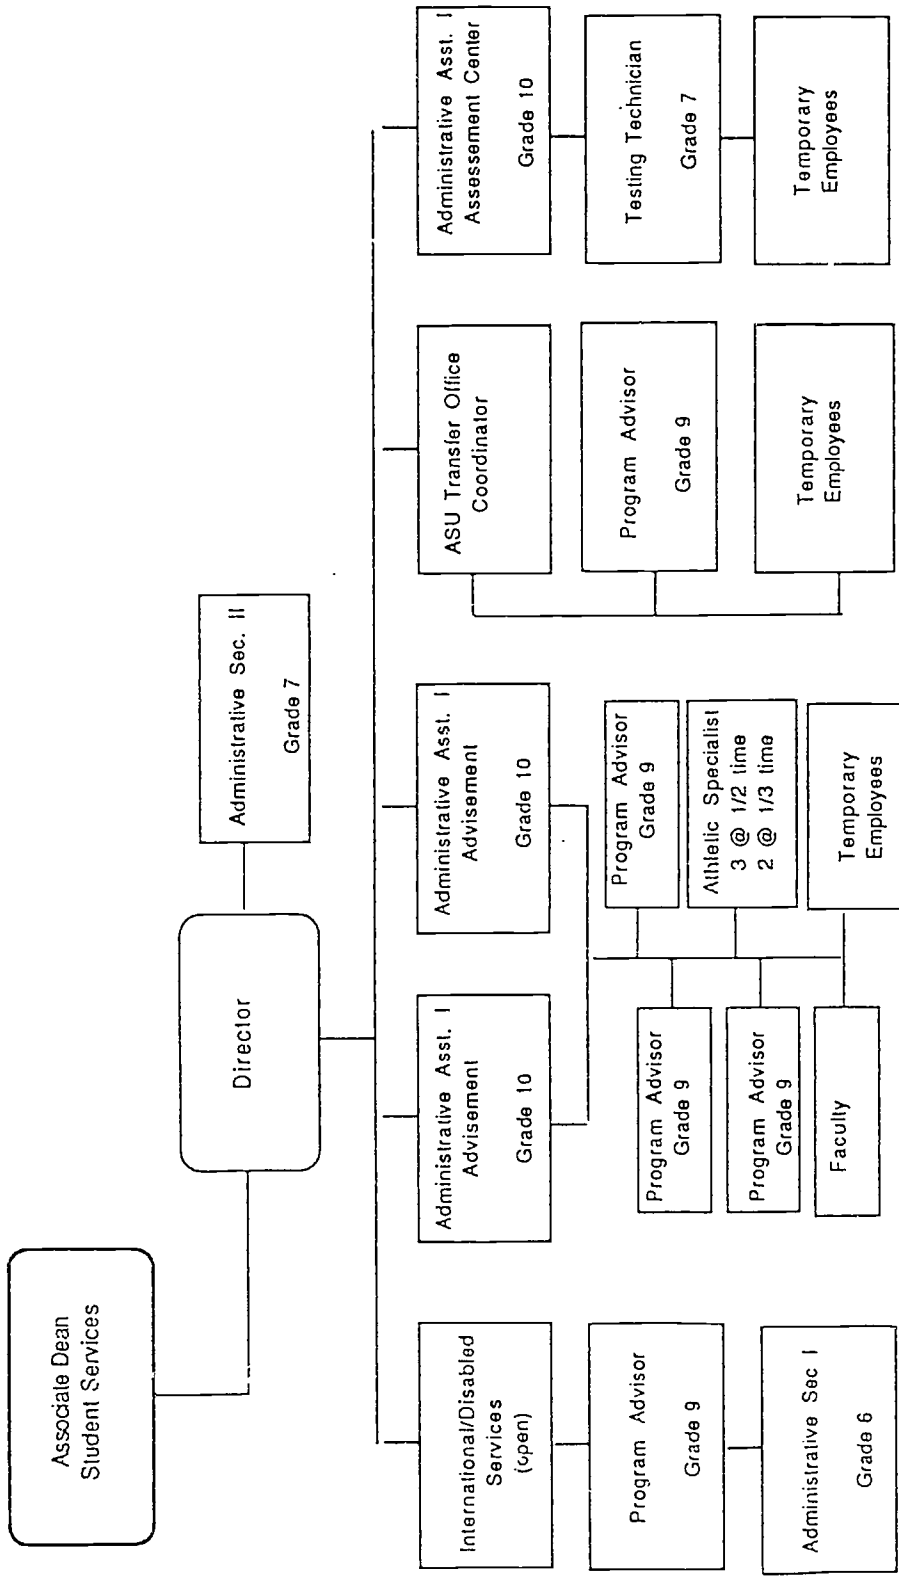 Associate Dean
Student Services
Director
Administrative Sec. II
Grade 7
International/Disabled
Services
(open)
Program Advisor
Grade 9
Administrative Sec I
Grade 6
Administrative Asst. I
Advisement
Grade 10
Administrative Asst. I
Advisement
Grade 10
Program Advisor
Grade 9
Program Advisor
Grade 9
Faculty
Program Advisor
Grade 9
Athletic Specialist
3 @ 1/2 time
2 @ 1/3 time
Temporary
Employees
ASU Transfer Office
Coordinator
Program Advisor
Grade 9
Temporary
Employees
Administrative Asst. I
Assessement Center
Grade 10
Testing Technician
Grade 7
Temporary
Employees